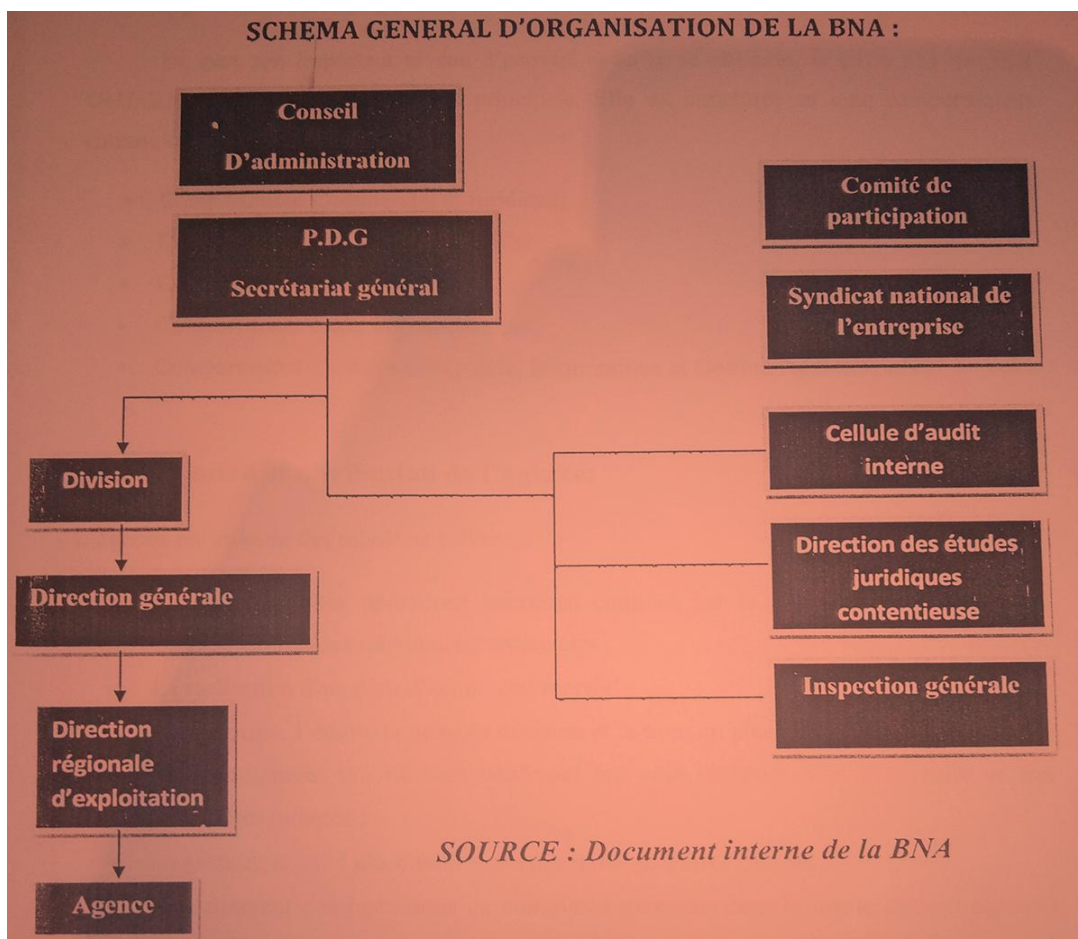 SCHEMA GENERAL D'ORGANISATION DE LA BNA :
Conseil
D'administration
P.D.G
Secrétariat général
Comité de
participation
Syndicat national de
l'entreprise
Cellule d'audit
interne
Direction des études
juridiques
contentieuse
Inspection générale
Division
Direction générale
Direction
régionale
d'exploitation
Agence
SOURCE : Document interne de la BNA